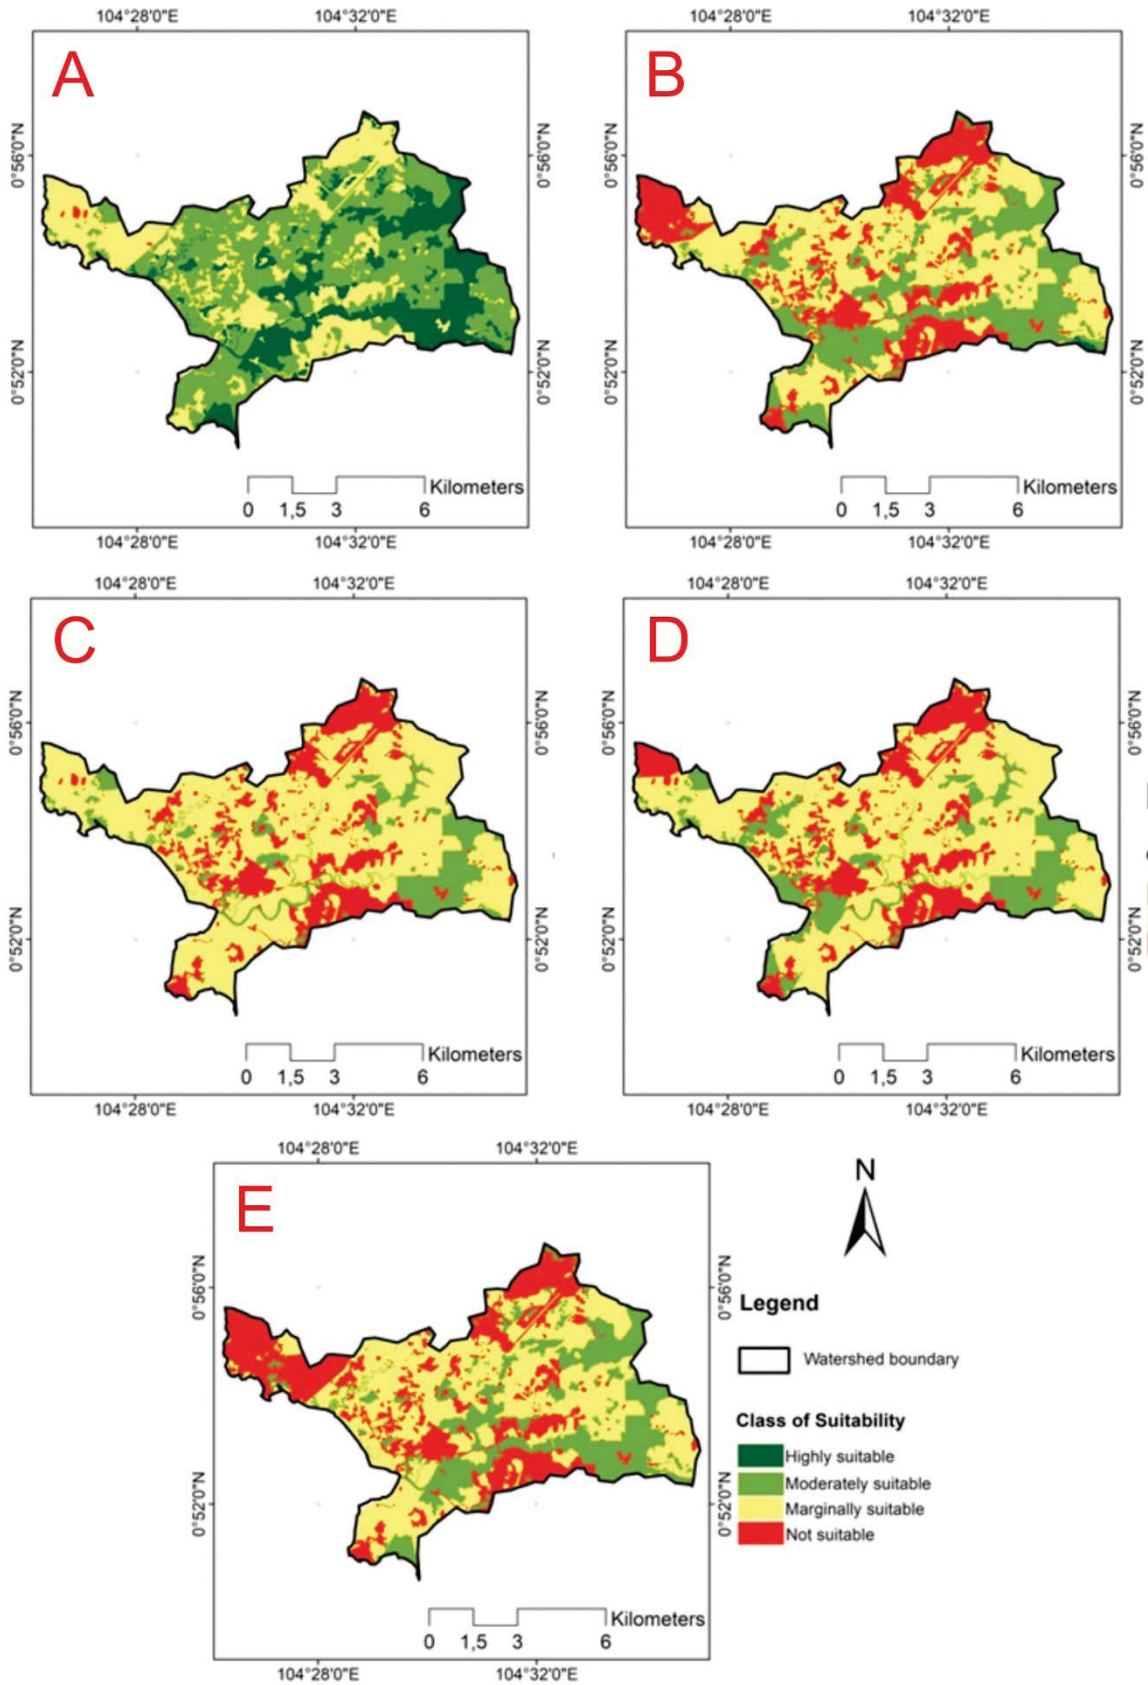 104°28'0"E 104°32'0"E 104°28'0"E 104°32'0"E
A B
0°56'0"N 0°56'0"N 0°56'0"N 0°56'0"N
0°52'0"N 0°52'0"N 0°52'0"N 0°52'0"N
Kilometers Kilometers
0 1,5 3 6 0 1,5 3 6
104°28'0"E 104°32'0"E 104°28'0"E 104°32'0"E
104°28'0"E 104°32'0"E 104°28'0"E 104°32'0"E
C D
0°56'0"N 0°56'0"N 0°56'0"N 0°56'0"N
0°52'0"N 0°52'0"N 0°52'0"N 0°52'0"N
Kilometers Kilometers
0 1,5 3 6 0 1,5 3 6
104°28'0"E 104°32'0"E 104°28'0"E 104°32'0"E
104°28'0"E 104°32'0"E
E
0°56'0"N 0°56'0"N
0°52'0"N 0°52'0"N
Kilometers
0 1,5 3 6
104°28'0"E 104°32'0"E
N
Legend
Watershed boundary
Class of Suitability
Highly suitable
Moderately suitable
Marginally suitable
Not suitable